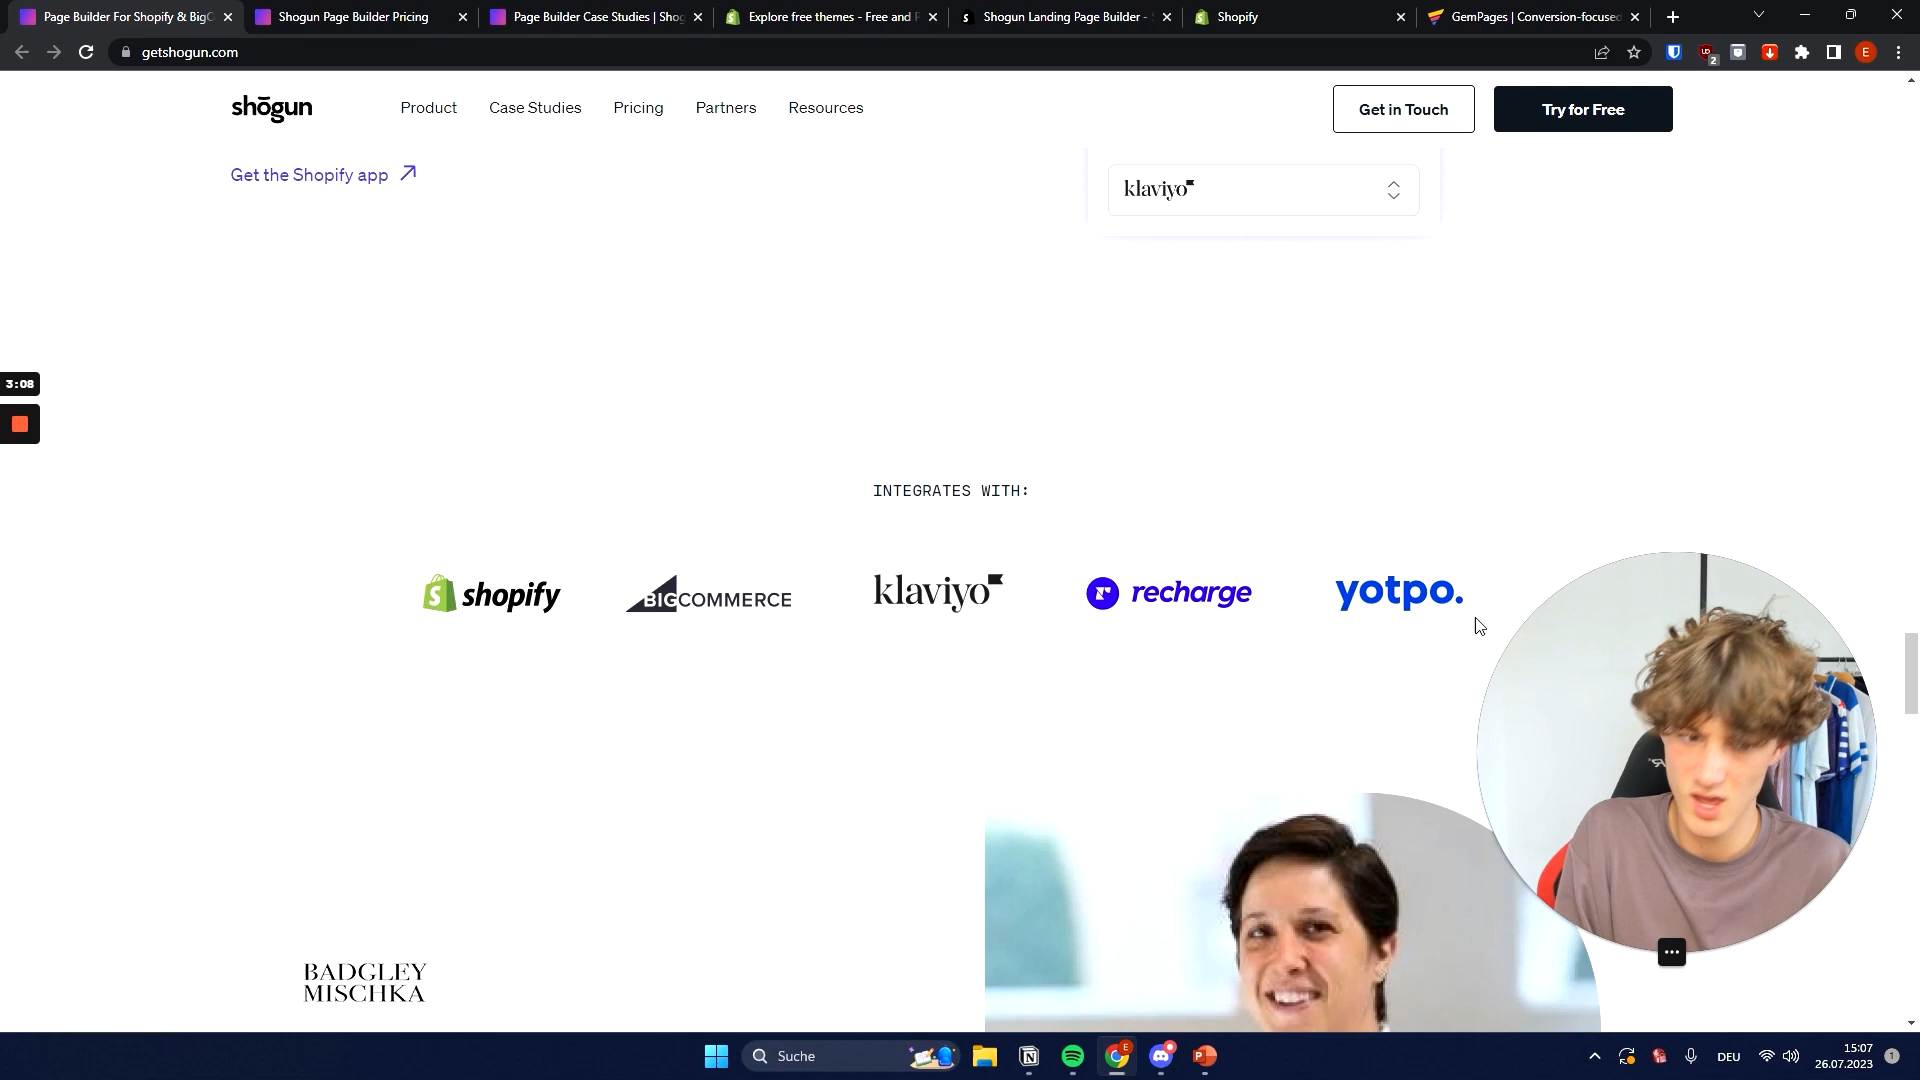 Page Builder For Shopify & BigC
Shogun Page Builder Pricing
Page Builder Case Studies | Shog
Explore free themes - Free and P
Shogun Landing Page Builder -
Shopify
GemPages | Conversion-focused
getshogun.com
2
E
shōgun
Product
Case Studies
Pricing
Partners
Resources
Get in Touch
Try for Free
Get the Shopify app
klaviyo
3:08
INTEGRATES WITH:
shopify
BIGCOMMERCE
klaviyo
recharge
yotpo.
BADGLEY
MISCHKA
Suche
DEU
15:07
26.07.2023
1